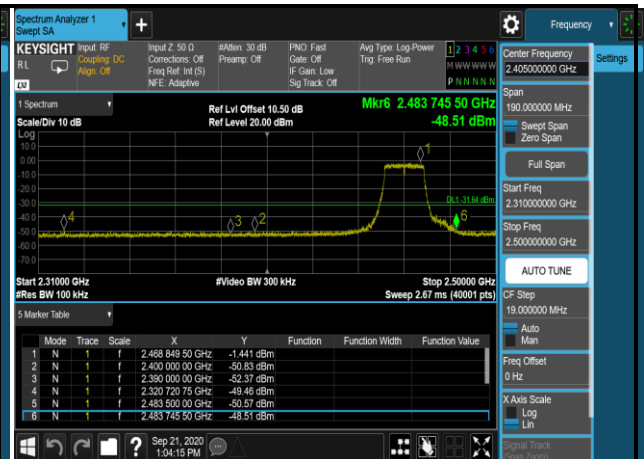 Spectrum Analyzer 1
Swept SA
+
Frequency
KEYSIGHT Input: RF
RL
Coupling: DC
Align: Off
LXI
Input Z: 50 Ω
Corrections: Off
Freq Ref: Int (S)
NFE: Adaptive
#Atten: 30 dB
Preamp: Off
PNO: Fast
Gate: Off
IF Gain: Low
Sig Track: Off
Avg Type: Log-Power
Trig: Free Run
1 2 3 4 5 6
M W W W W W
P N N N N N
1 Spectrum
Scale/Div 10 dB
Ref Lvl Offset 10.50 dB
Ref Level 20.00 dBm
Mkr6 2.483 745 50 GHz
-48.51 dBm
Log
10.0
0.00
-10.0
-20.0
-30.0
-40.0
-50.0
-60.0
-70.0
1
DL1 -31.64 dBm
4
3
2
6
Start 2.31000 GHz
#Res BW 100 kHz
#Video BW 300 kHz
Stop 2.50000 GHz
Sweep 2.67 ms (40001 pts)
5 Marker Table
Mode Trace Scale X Y Function Function Width Function Value
1 N 1 f 2.468 849 50 GHz -1.441 dBm
2 N 1 f 2.400 000 00 GHz -50.83 dBm
3 N 1 f 2.390 000 00 GHz -52.37 dBm
4 N 1 f 2.320 720 75 GHz -49.46 dBm
5 N 1 f 2.483 500 00 GHz -50.57 dBm
6 N 1 f 2.483 745 50 GHz -48.51 dBm
?
Sep 21, 2020
1:04:15 PM
Center Frequency
2.405000000 GHz
Settings
Span
190.000000 MHz
Swept Span
Zero Span
Full Span
Start Freq
2.310000000 GHz
Stop Freq
2.500000000 GHz
AUTO TUNE
CF Step
19.000000 MHz
Auto
Man
Freq Offset
0 Hz
X Axis Scale
Log
Lin
Signal Track
(Span Zoom)